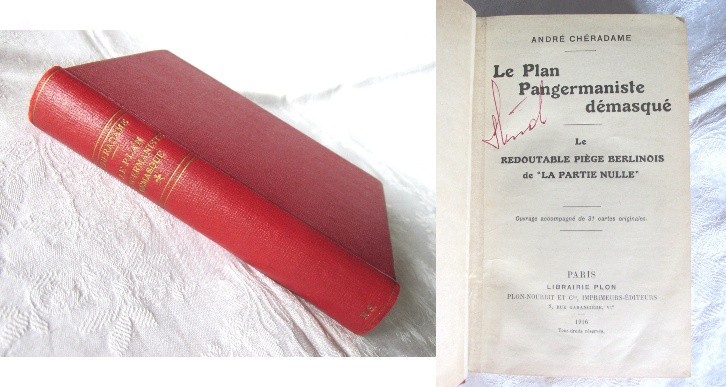 CHÉRADAME
LE PLAN
PANGERMANISTE
DÉMASQUÉ
ANDRÉ CHÉRADAME
Le Plan
Pangermaniste
démasqué
Le
REDOUTABLE PIÈGE BERLINOIS
de "LA PARTIE NULLE"
Ouvrage accompagné de 31 cartes originales.
PARIS
LIBRAIRIE PLON
PLON-NOURRIT ET Cie, IMPRIMEURS-ÉDITEURS
8, RUE GARANCIÈRE, 6e
1916
Tous droits réservés.